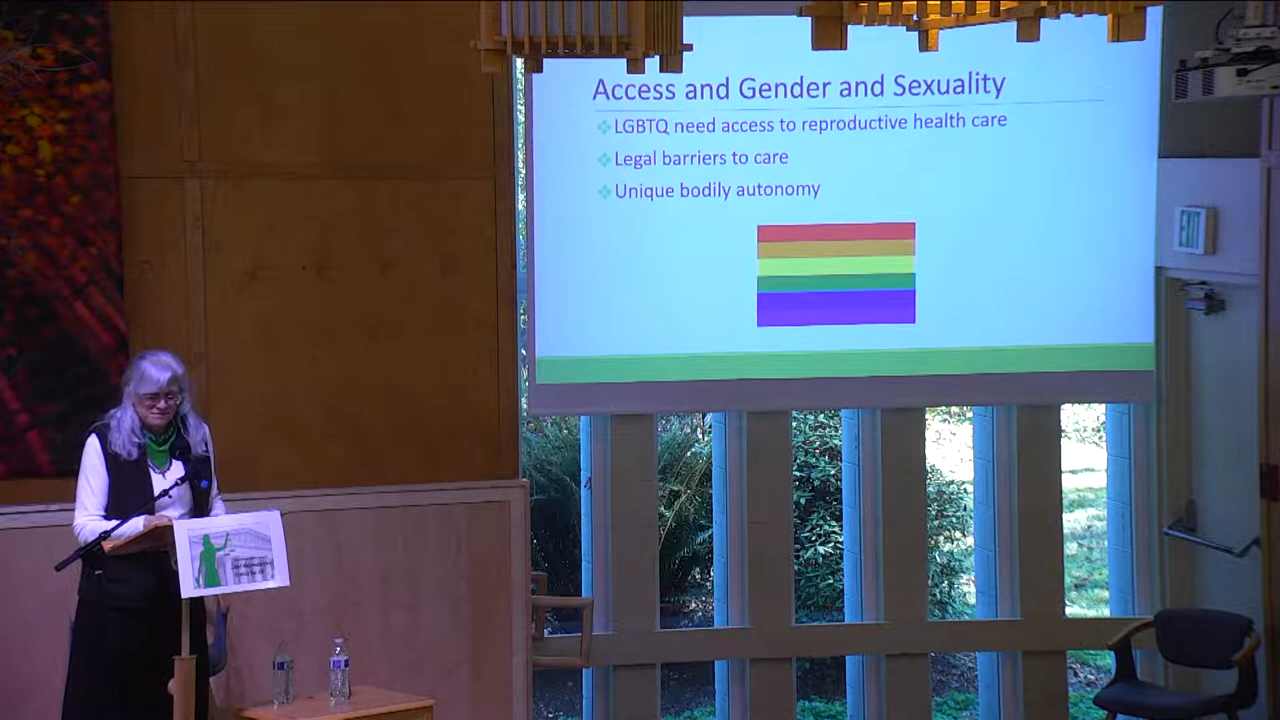 Access and Gender and Sexuality
LGBTQ need access to reproductive health care
Legal barriers to care
Unique bodily autonomy
EXIT